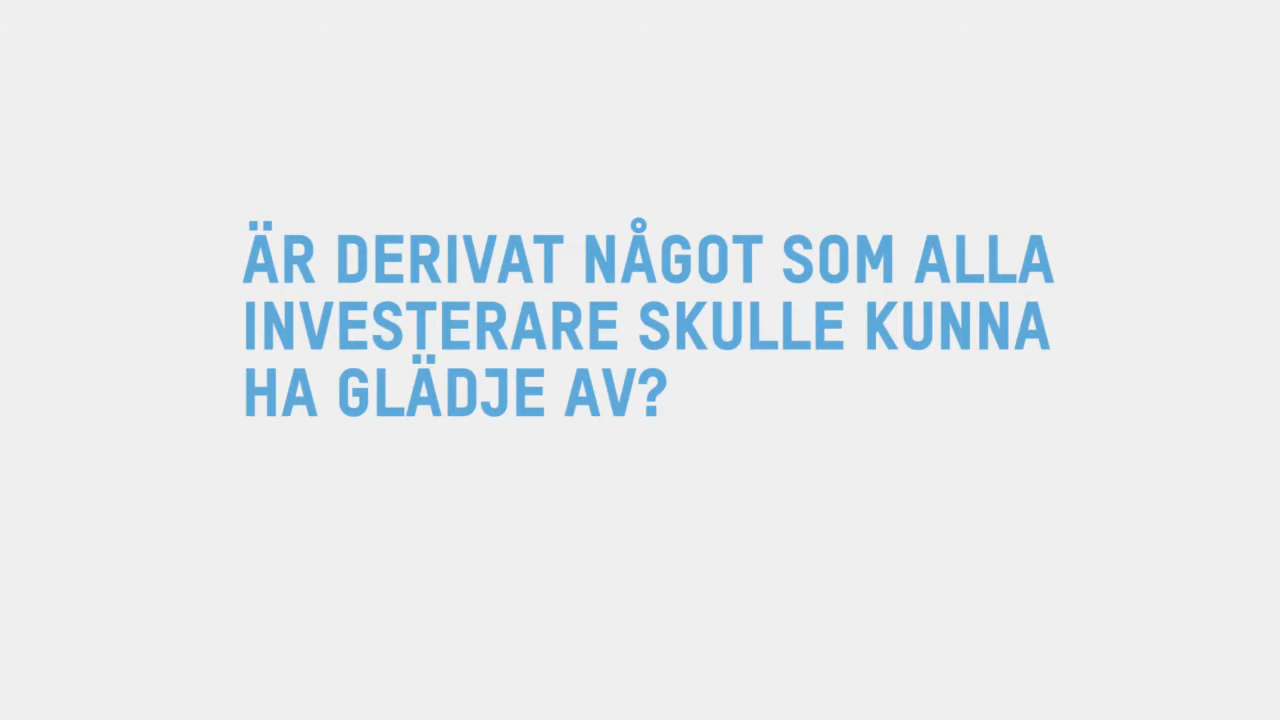 ÄR DERIVAT NÅGOT SOM ALLA
INVESTERARE SKULLE KUNNA
HA GLÄDJE AV?